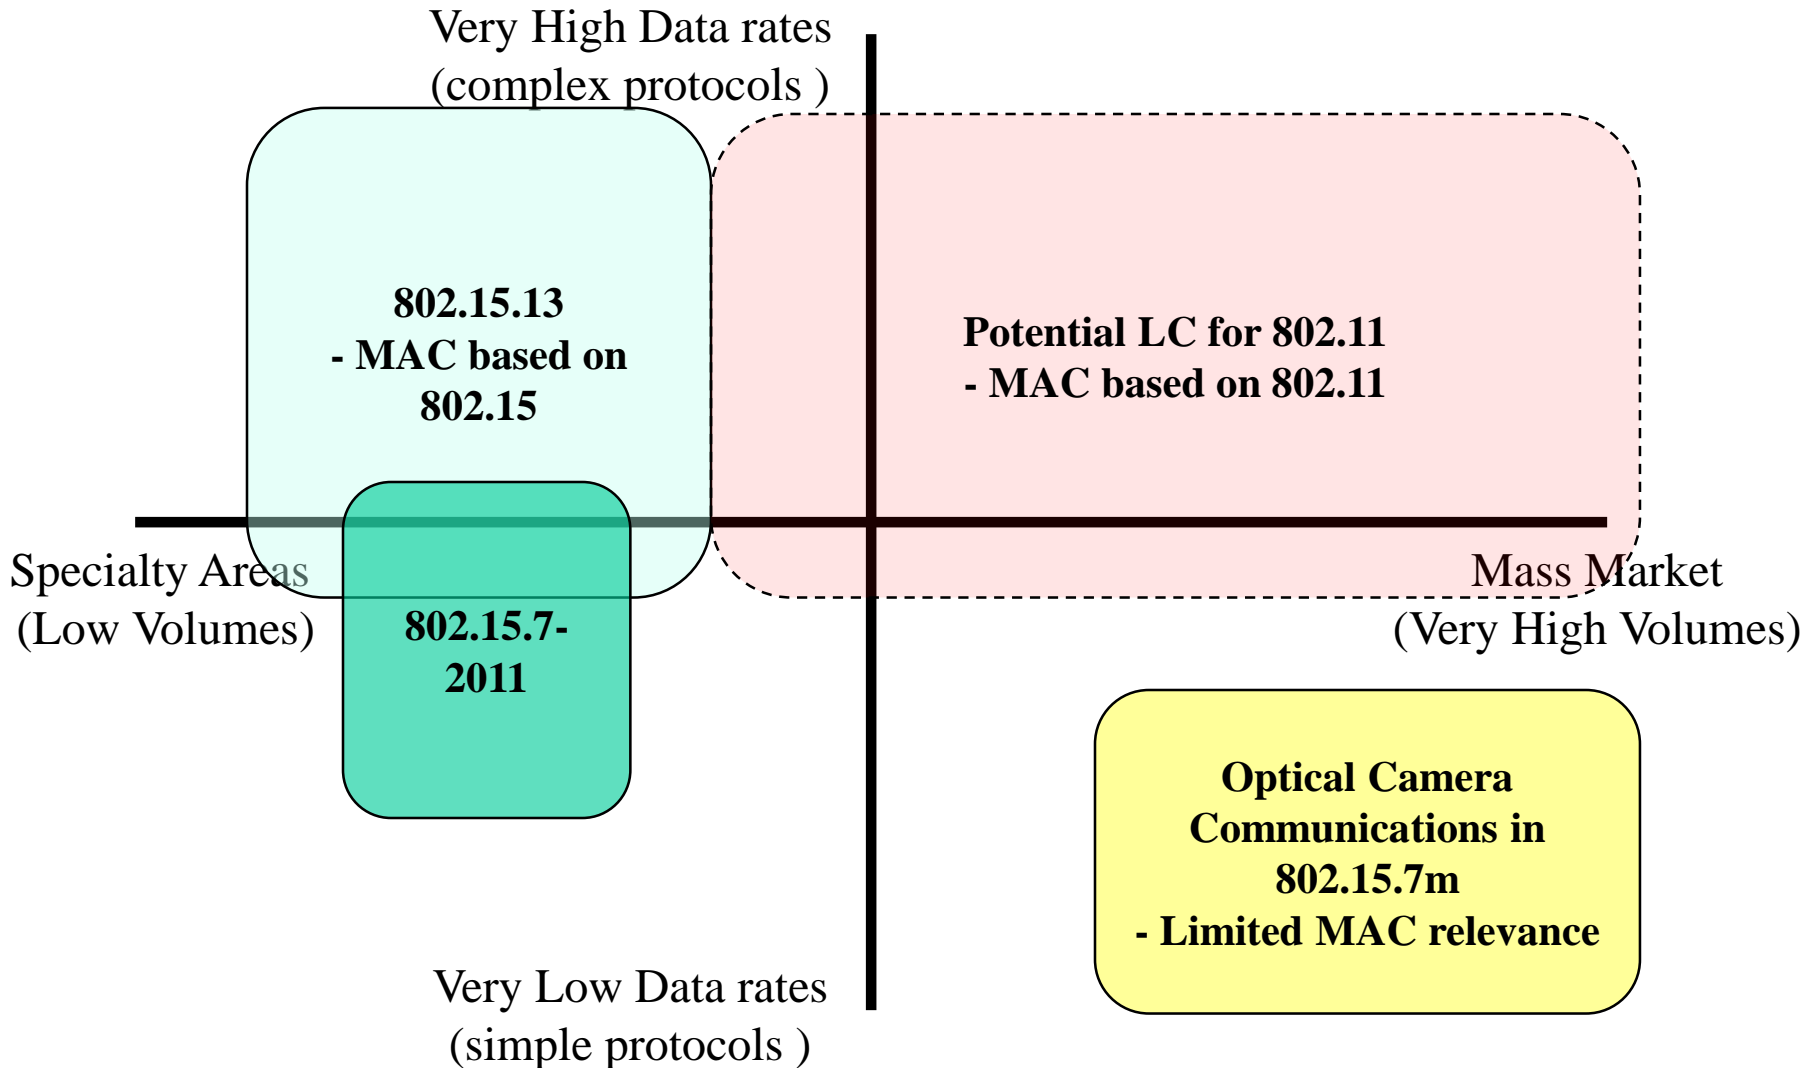 Very High Data rates
(complex protocols )
802.15.13
- MAC based on
802.15
Potential LC for 802.11
- MAC based on 802.11
Specialty Areas
(Low Volumes)
Mass Market
(Very High Volumes)
802.15.7-
2011
Optical Camera
Communications in
802.15.7m
- Limited MAC relevance
Very Low Data rates
(simple protocols )